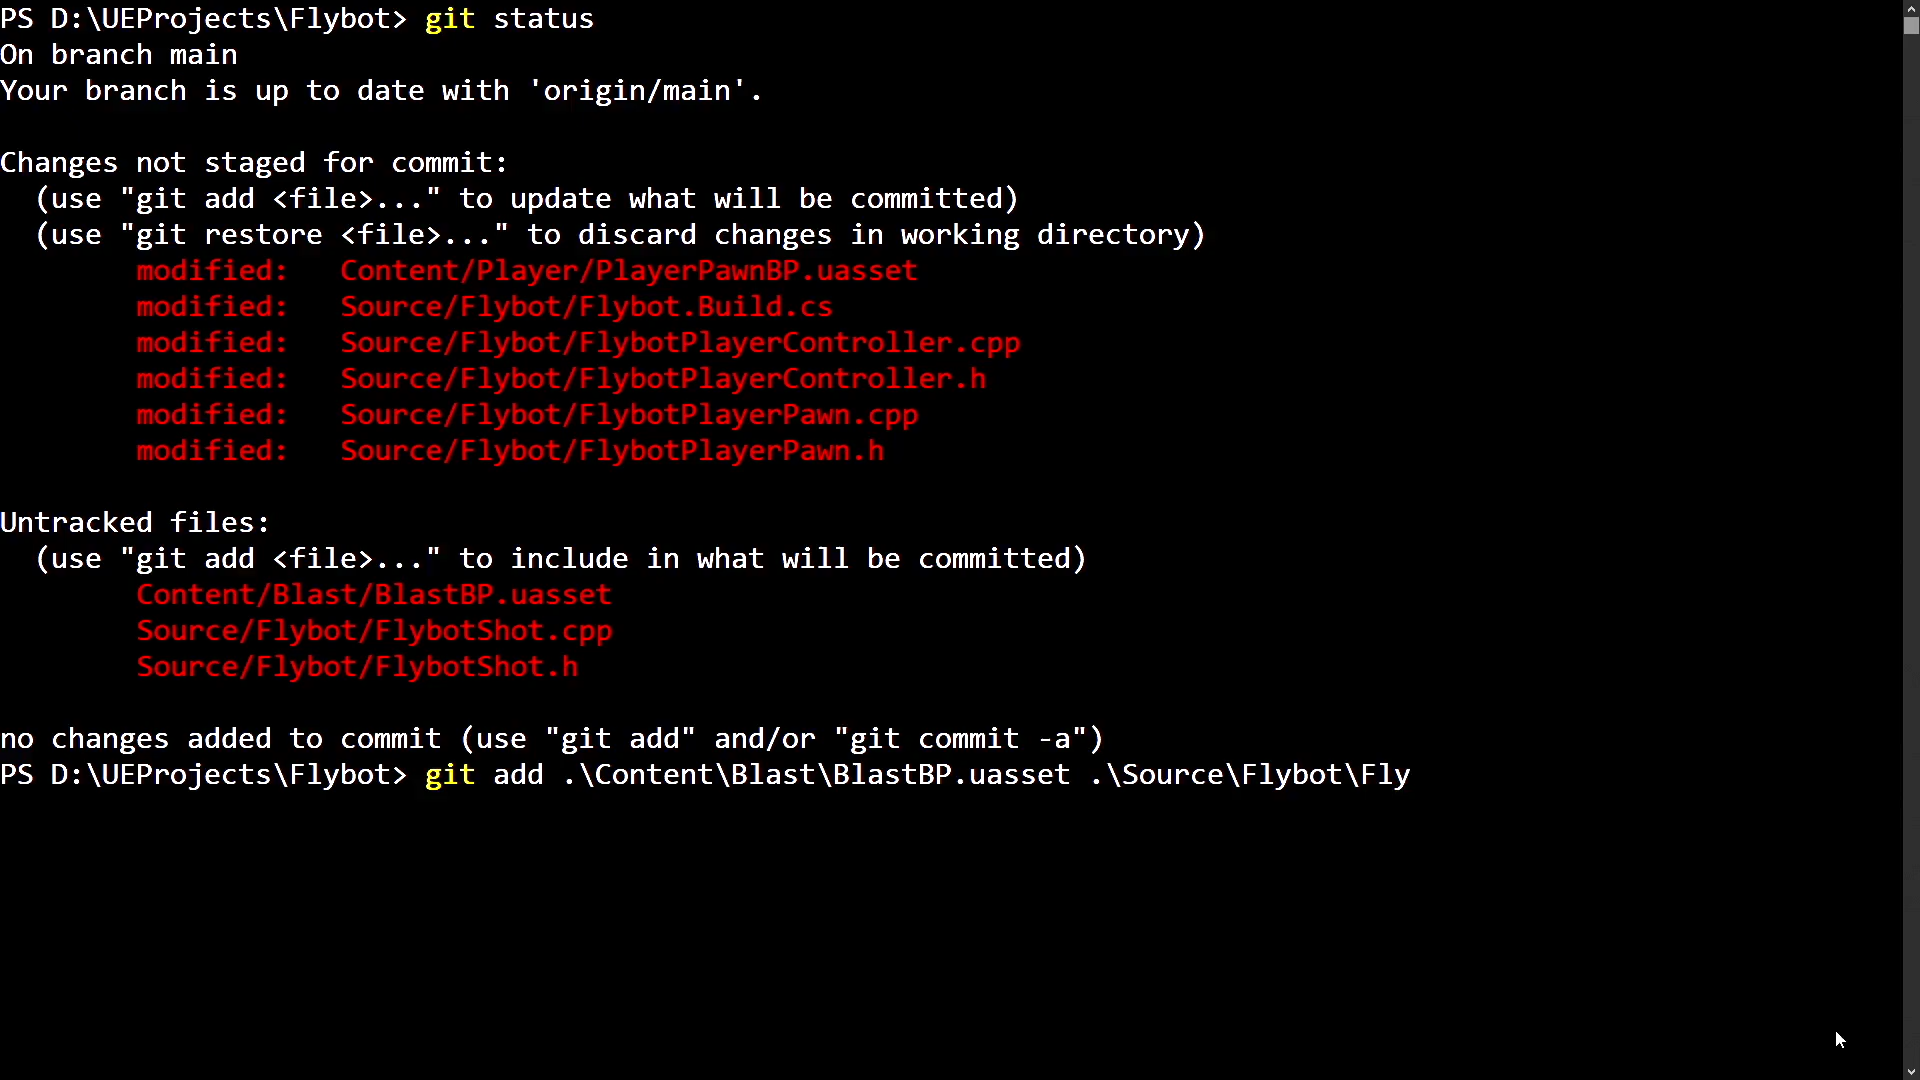 PS D:\UEProjects\Flybot> git status
On branch main
Your branch is up to date with 'origin/main'.
Changes not staged for commit:
  (use "git add <file>..." to update what will be committed)
  (use "git restore <file>..." to discard changes in working directory)
        modified:   Content/Player/PlayerPawnBP.uasset
        modified:   Source/Flybot/Flybot.Build.cs
        modified:   Source/Flybot/FlybotPlayerController.cpp
        modified:   Source/Flybot/FlybotPlayerController.h
        modified:   Source/Flybot/FlybotPlayerPawn.cpp
        modified:   Source/Flybot/FlybotPlayerPawn.h
Untracked files:
  (use "git add <file>..." to include in what will be committed)
        Content/Blast/BlastBP.uasset
        Source/Flybot/FlybotShot.cpp
        Source/Flybot/FlybotShot.h
no changes added to commit (use "git add" and/or "git commit -a")
PS D:\UEProjects\Flybot> git add .\Content\Blast\BlastBP.uasset .\Source\Flybot\Fly